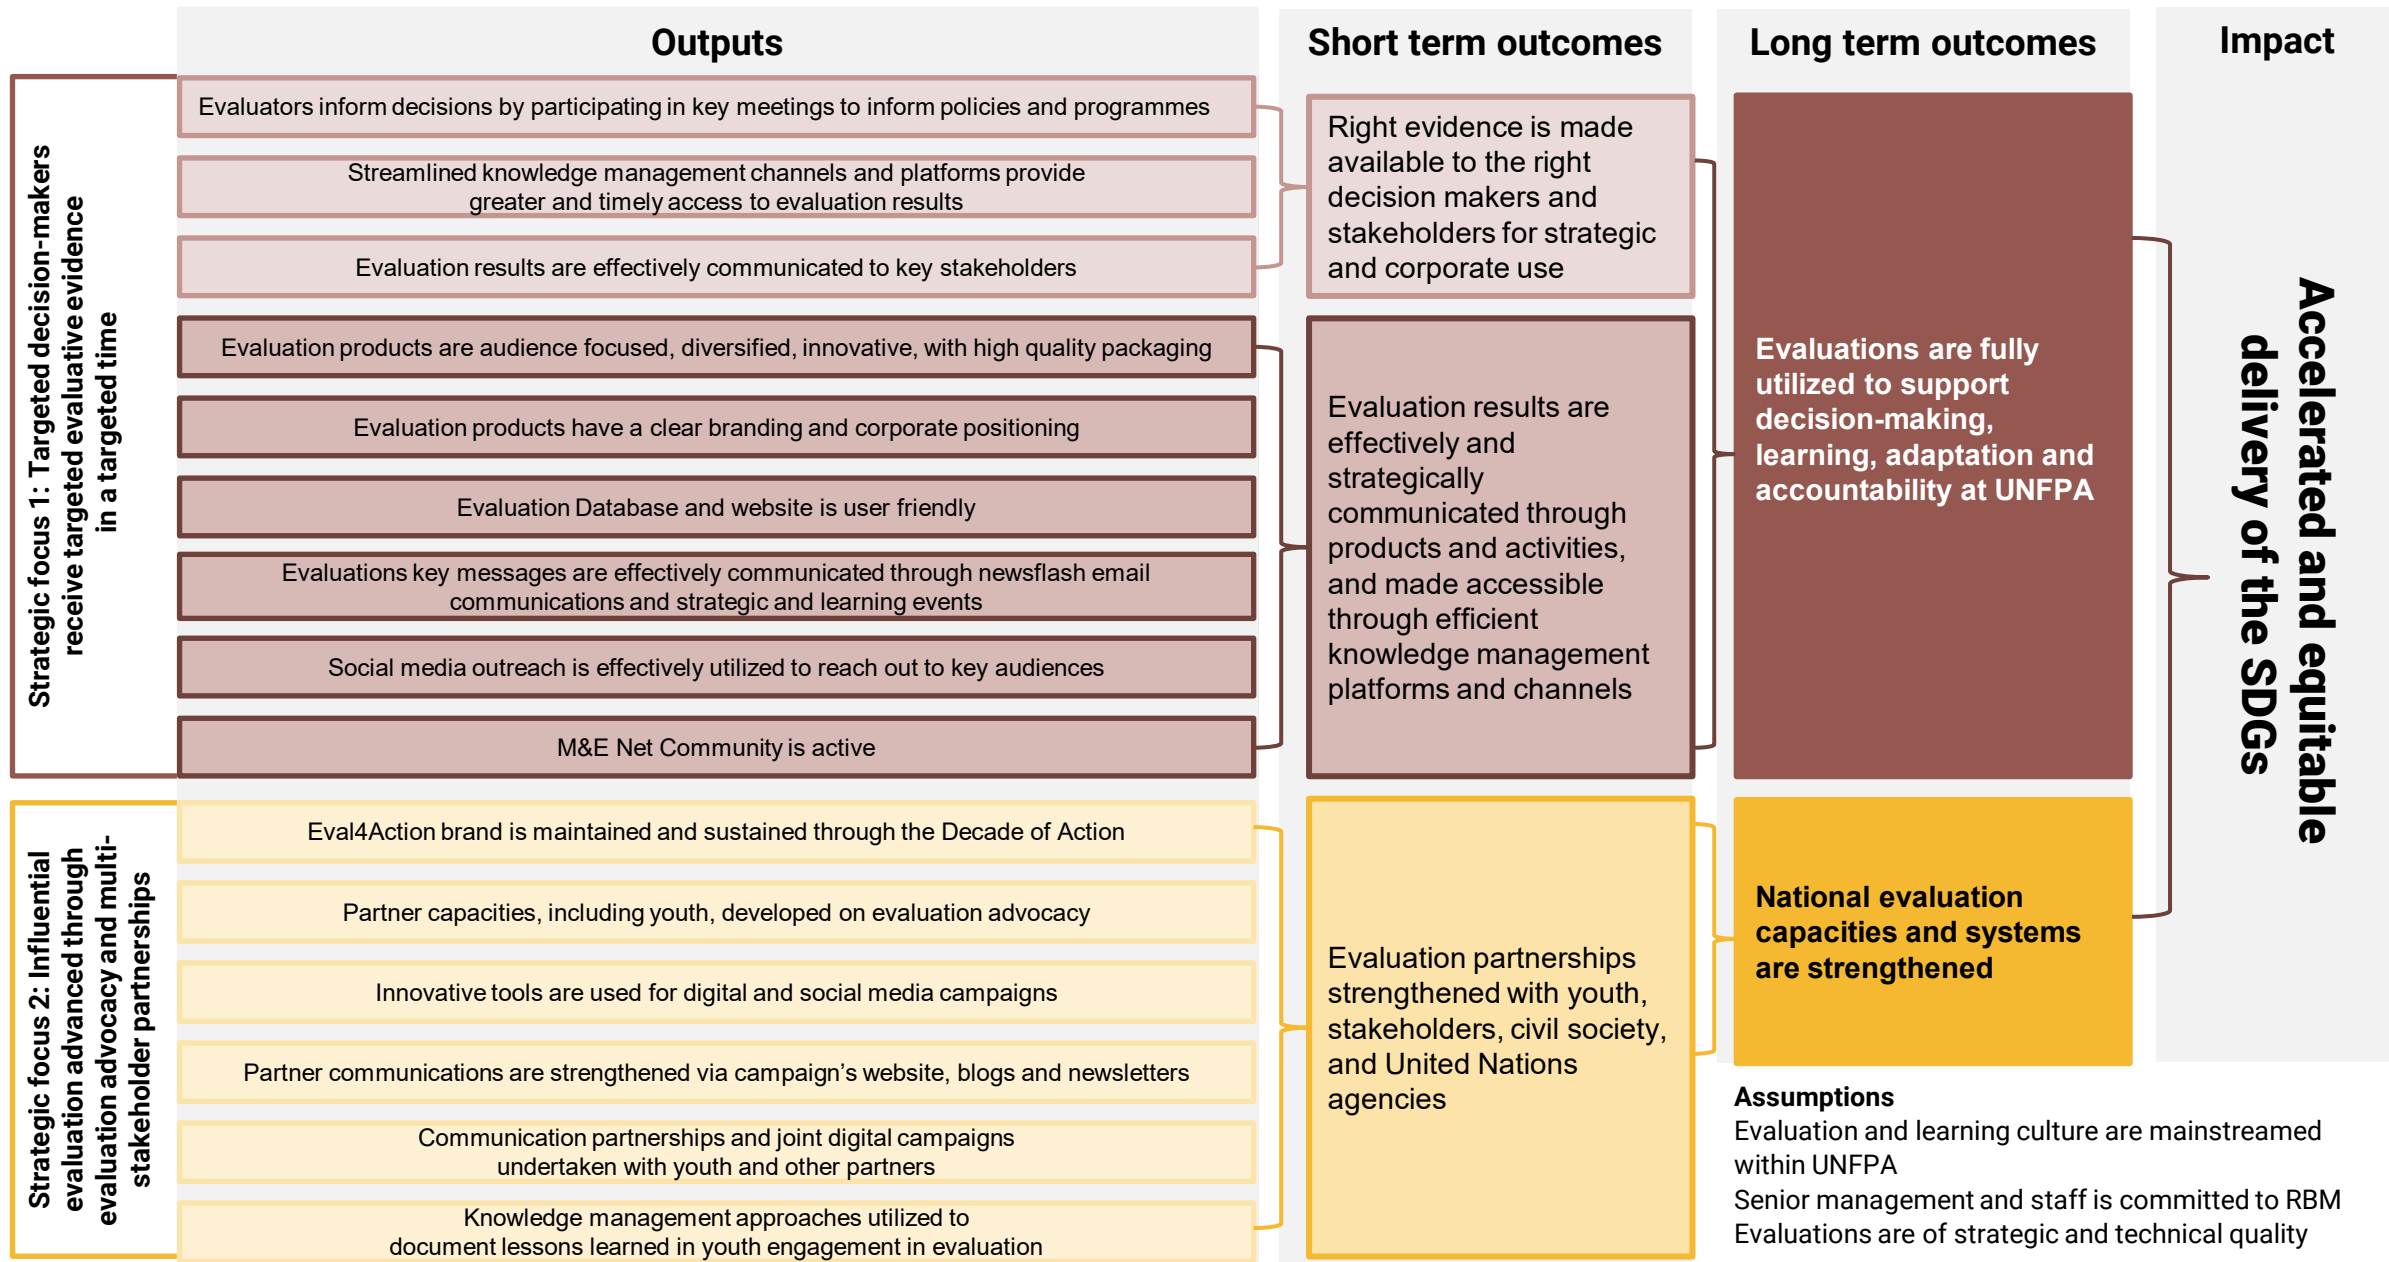 Outputs
Short term outcomes
Long term outcomes
Impact
Strategic focus 1: Targeted decision-makers
receive targeted evaluative evidence
in a targeted time
Evaluators inform decisions by participating in key meetings to inform policies and programmes
Streamlined knowledge management channels and platforms provide
greater and timely access to evaluation results
Evaluation results are effectively communicated to key stakeholders
Evaluation products are audience focused, diversified, innovative, with high quality packaging
Evaluation products have a clear branding and corporate positioning
Evaluation Database and website is user friendly
Evaluations key messages are effectively communicated through newsflash email
communications and strategic and learning events
Social media outreach is effectively utilized to reach out to key audiences
M&E Net Community is active
Right evidence is made
available to the right
decision makers and
stakeholders for strategic
and corporate use
Evaluation results are
effectively and
strategically
communicated through
products and activities,
and made accessible
through efficient
knowledge management
platforms and channels
Evaluations are fully
utilized to support
decision-making,
learning, adaptation and
accountability at UNFPA
Accelerated and equitable
delivery of the SDGs
Strategic focus 2: Influential
evaluation advanced through
evaluation advocacy and multi-
stakeholder partnerships
Eval4Action brand is maintained and sustained through the Decade of Action
Partner capacities, including youth, developed on evaluation advocacy
Innovative tools are used for digital and social media campaigns
Partner communications are strengthened via campaign’s website, blogs and newsletters
Communication partnerships and joint digital campaigns
undertaken with youth and other partners
Knowledge management approaches utilized to
document lessons learned in youth engagement in evaluation
Evaluation partnerships
strengthened with youth,
stakeholders, civil society,
and United Nations
agencies
National evaluation
capacities and systems
are strengthened
Assumptions
Evaluation and learning culture are mainstreamed
within UNFPA
Senior management and staff is committed to RBM
Evaluations are of strategic and technical quality